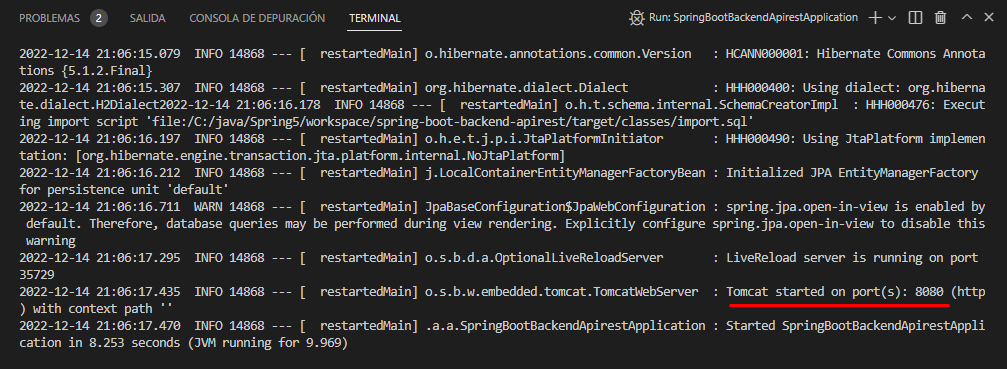 PROBLEMAS 2 SALIDA CONSOLA DE DEPURACIÓN TERMINAL Run: SpringBootBackendApirestApplication
2022-12-14 21:06:15.079  INFO 14868 --- [  restartedMain] o.hibernate.annotations.common.Version   : HCANN000001: Hibernate Commons Annota
tions {5.1.2.Final}
2022-12-14 21:06:15.307  INFO 14868 --- [  restartedMain] org.hibernate.dialect.Dialect            : HHH000400: Using dialect: org.hiberna
te.dialect.H2Dialect2022-12-14 21:06:16.178  INFO 14868 --- [  restartedMain] o.h.t.schema.internal.SchemaCreatorImpl  : HHH000476: Execut
ing import script 'file:/C:/java/Spring5/workspace/spring-boot-backend-apirest/target/classes/import.sql'
2022-12-14 21:06:16.197  INFO 14868 --- [  restartedMain] o.h.e.t.j.p.i.JtaPlatformInitiator       : HHH000490: Using JtaPlatform implemen
tation: [org.hibernate.engine.transaction.jta.platform.internal.NoJtaPlatform]
2022-12-14 21:06:16.212  INFO 14868 --- [  restartedMain] j.LocalContainerEntityManagerFactoryBean : Initialized JPA EntityManagerFactory
for persistence unit 'default'
2022-12-14 21:06:16.711  WARN 14868 --- [  restartedMain] JpaBaseConfiguration$JpaWebConfiguration : spring.jpa.open-in-view is enabled by
default. Therefore, database queries may be performed during view rendering. Explicitly configure spring.jpa.open-in-view to disable this
warning
2022-12-14 21:06:17.295  INFO 14868 --- [  restartedMain] o.s.b.d.a.OptionalLiveReloadServer       : LiveReload server is running on port
35729
2022-12-14 21:06:17.435  INFO 14868 --- [  restartedMain] o.s.b.w.embedded.tomcat.TomcatWebServer  : Tomcat started on port(s): 8080 (http
) with context path ''
2022-12-14 21:06:17.470  INFO 14868 --- [  restartedMain] .a.a.SpringBootBackendApirestApplication : Started SpringBootBackendApirestAppli
cation in 8.253 seconds (JVM running for 9.969)